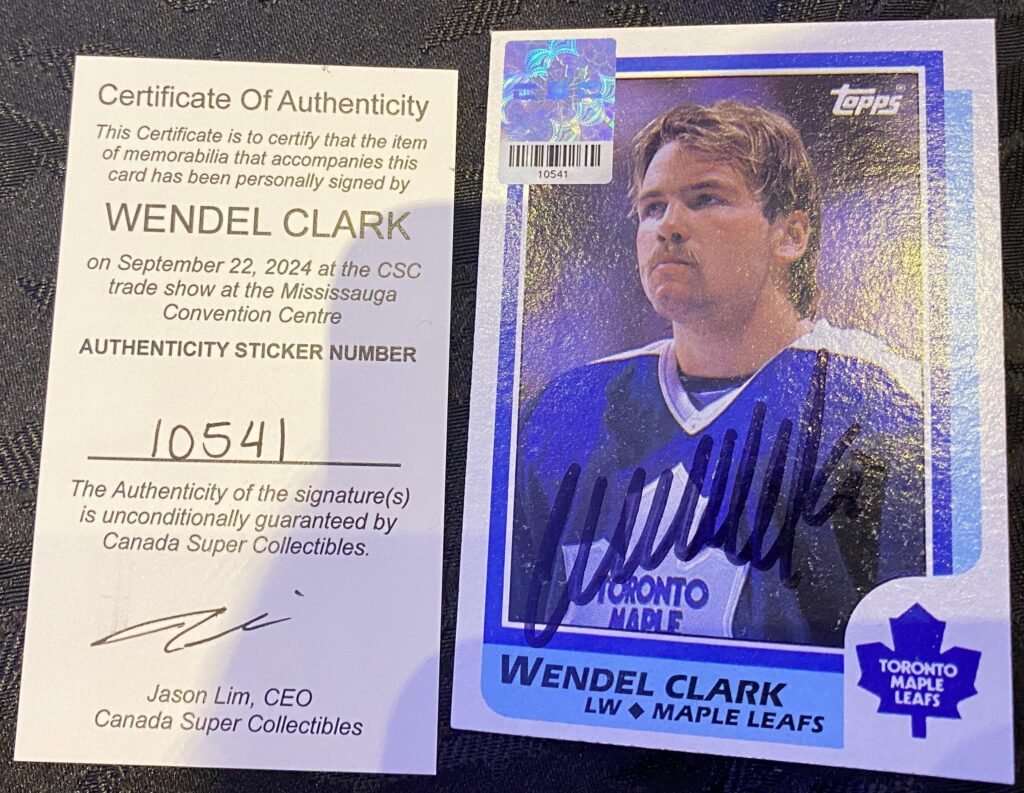 Certificate Of Authenticity
This Certificate is to certify that the item
of memorabilia that accompanies this
card has been personally signed by
WENDEL CLARK
on September 22, 2024 at the CSC
trade show at the Mississauga
Convention Centre
AUTHENTICITY STICKER NUMBER
10541
The Authenticity of the signature(s)
is unconditionally guaranteed by
Canada Super Collectibles.
Jason Lim, CEO
Canada Super Collectibles
10541
Topps
TORONTO
MAPLE
WENDEL CLARK
LW ◆ MAPLE LEAFS
TORONTO
MAPLE
LEAFS